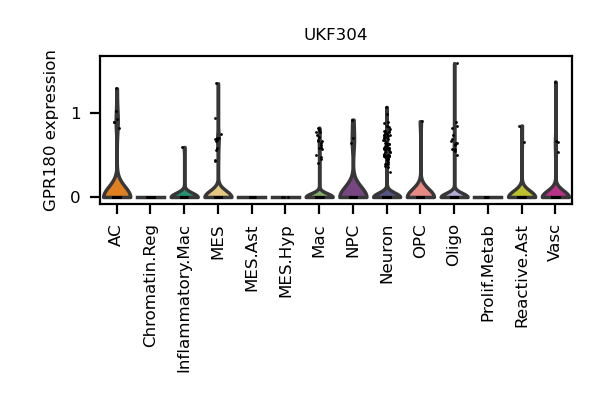 UKF304
GPR180 expression
1
0
AC
Chromatin.Reg
Inflammatory.Mac
MES
MES.Ast
MES.Hyp
Mac
NPC
Neuron
OPC
Oligo
Prolif.Metab
Reactive.Ast
Vasc